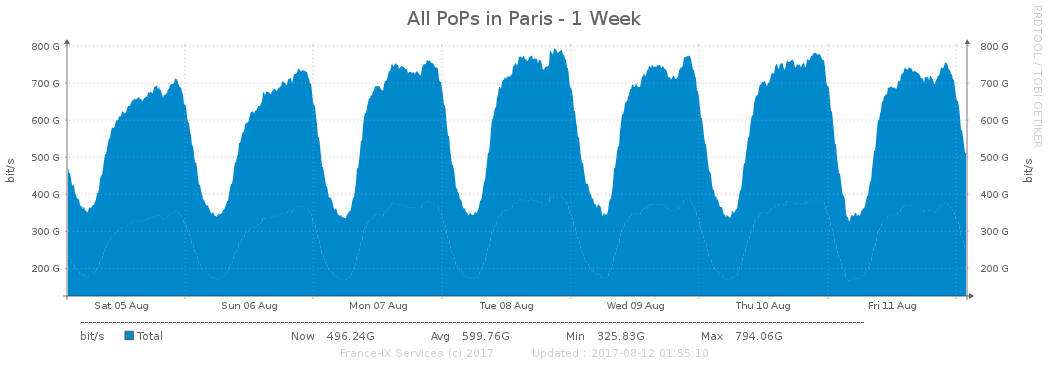 All PoPs in Paris - 1 Week
RRDTOOL / TOBI OETIKER
800 G 800 G
700 G 700 G
600 G 600 G
500 G 500 G
400 G 400 G
300 G 300 G
200 G 200 G
bit/s bit/s
Sat 05 Aug Sun 06 Aug Mon 07 Aug Tue 08 Aug Wed 09 Aug Thu 10 Aug Fri 11 Aug
bit/s Total Now 496.24G Avg 599.76G Min 325.83G Max 794.06G
France-IX Services (c) 2017 Updated : 2017-08-12 01:55:10